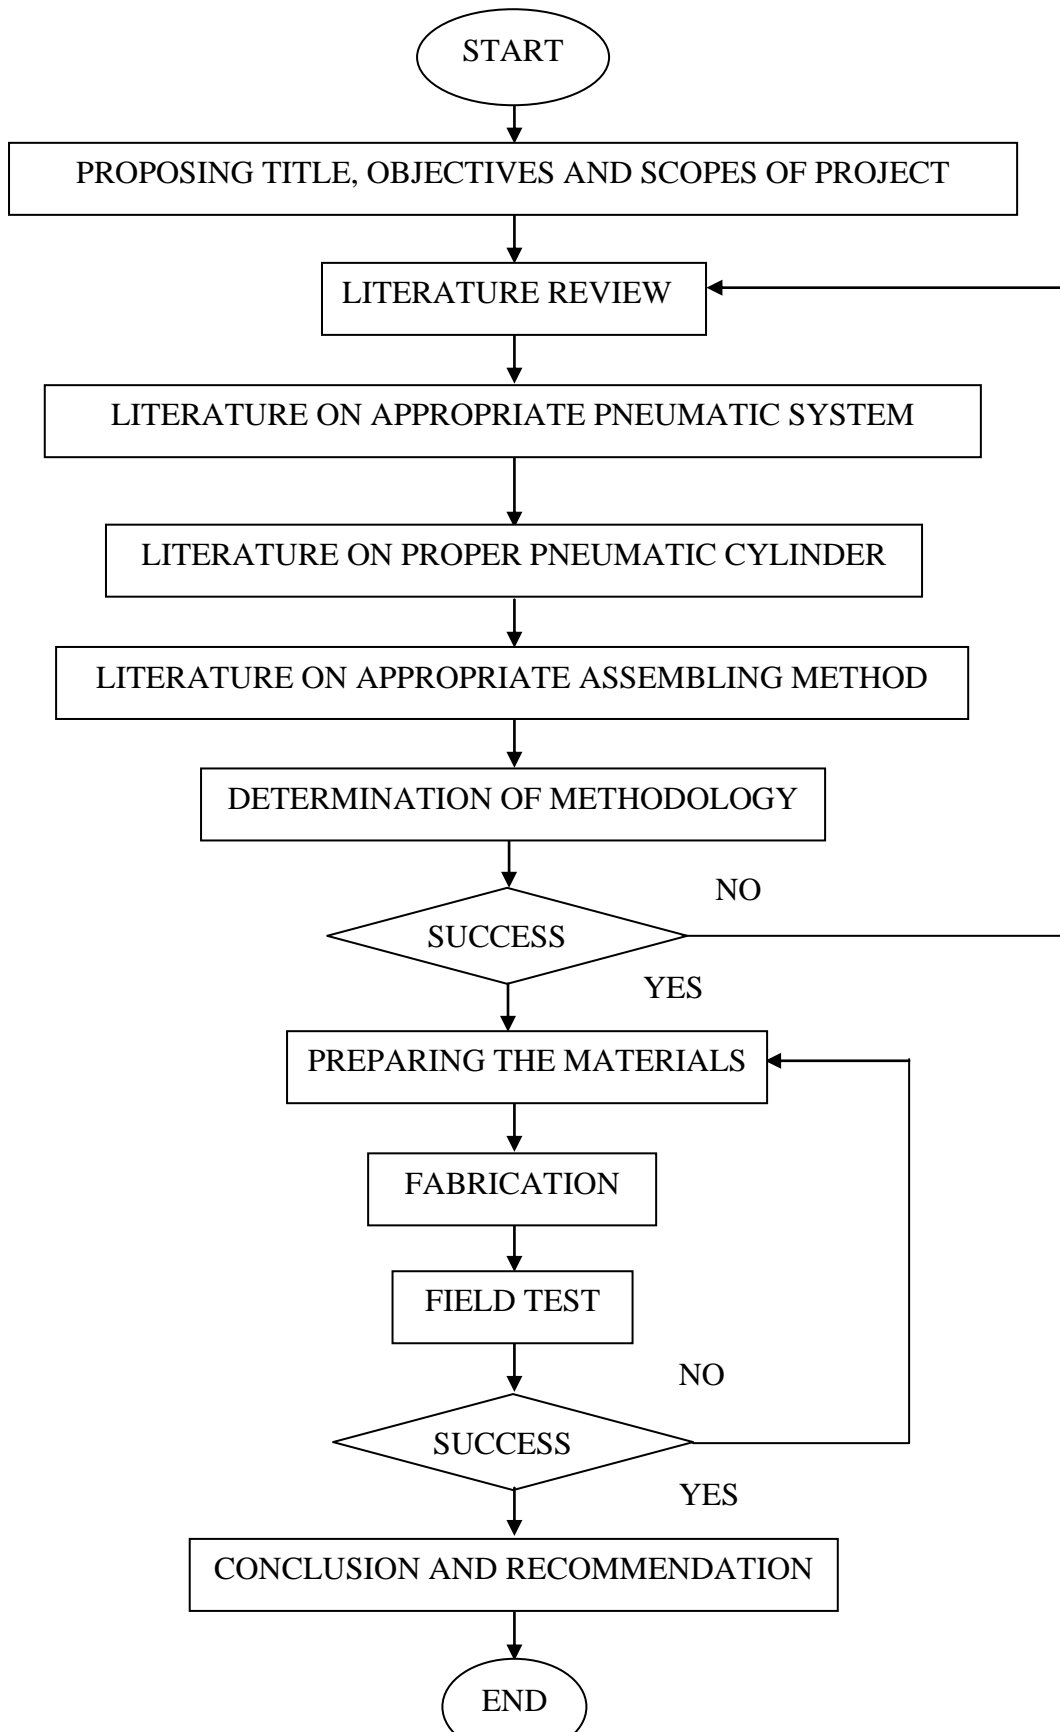 START
PROPOSING TITLE, OBJECTIVES AND SCOPES OF PROJECT
LITERATURE REVIEW
LITERATURE ON APPROPRIATE PNEUMATIC SYSTEM
LITERATURE ON PROPER PNEUMATIC CYLINDER
LITERATURE ON APPROPRIATE ASSEMBLING METHOD
DETERMINATION OF METHODOLOGY
NO
SUCCESS
YES
PREPARING THE MATERIALS
FABRICATION
FIELD TEST
NO
SUCCESS
YES
CONCLUSION AND RECOMMENDATION
END